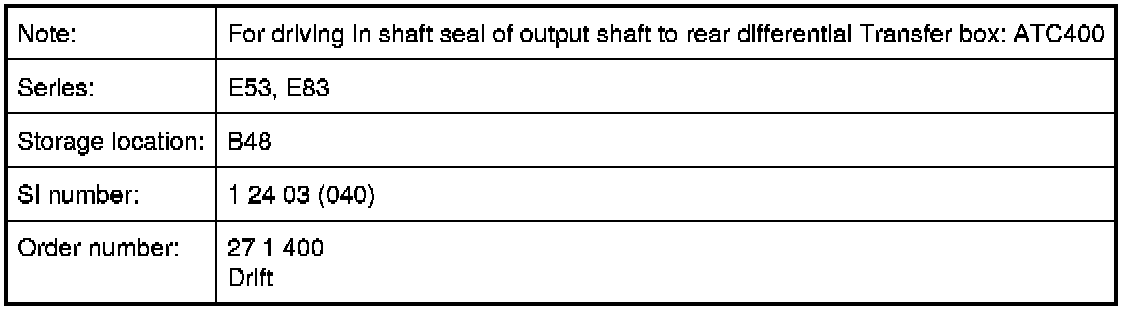 Note: For driving in shaft seal of output shaft to rear differential Transfer box: ATC400
Series: E53, E83
Storage location: B48
SI number: 1 24 03 (040)
Order number: 27 1 400
Drift